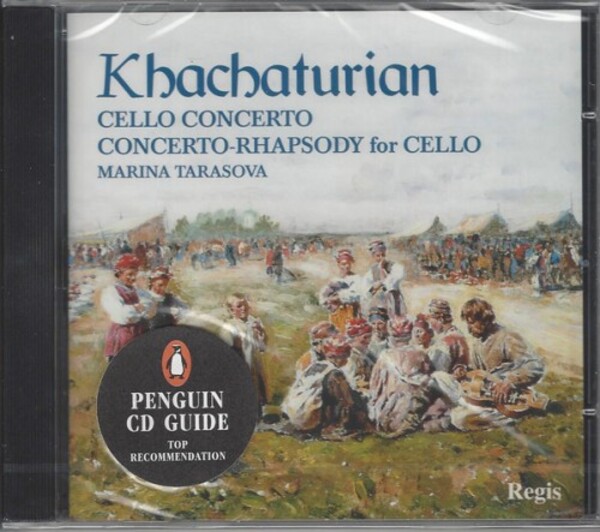 Khachaturian
CELLO CONCERTO
CONCERTO-RHAPSODY for CELLO
MARINA TARASOVA
PENGUIN
CD GUIDE
TOP
RECOMMENDATION
Regis